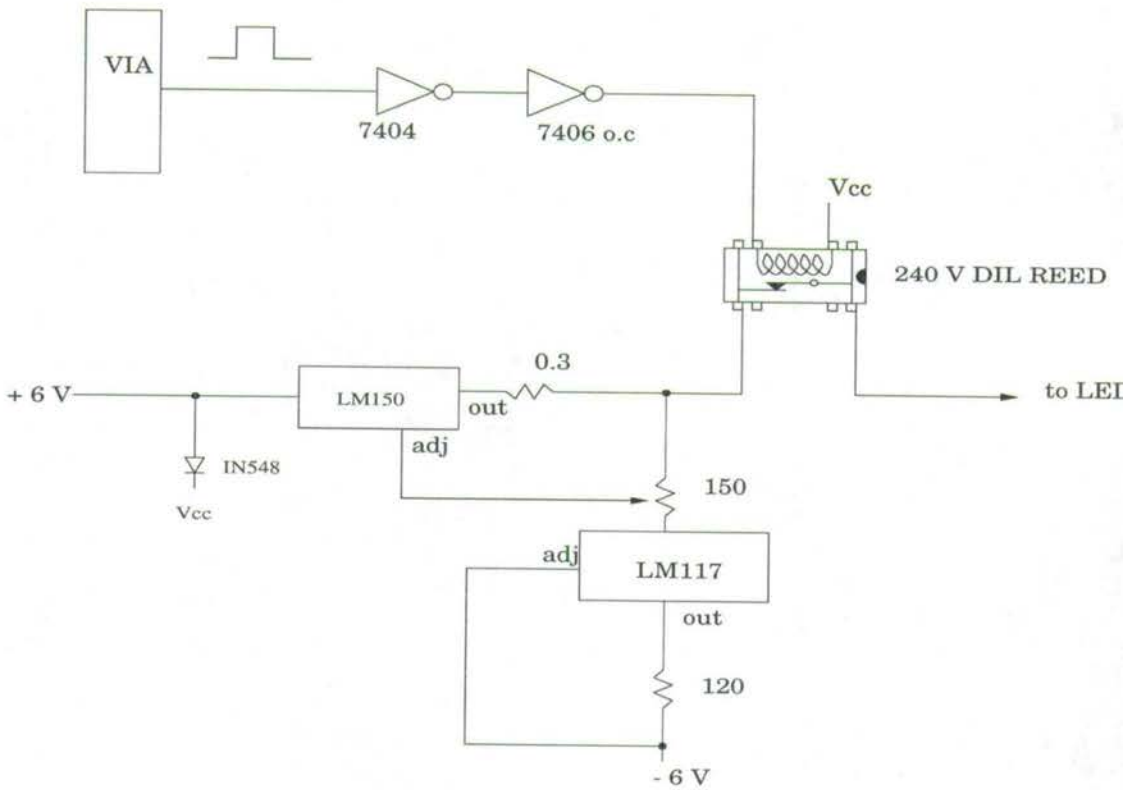 VIA
7404
7406 o.c
Vcc
240 V DIL REED
0.3
+ 6 V
LM150
out
to LED
adj
IN548
150
Vcc
adj
LM117
out
120
- 6 V